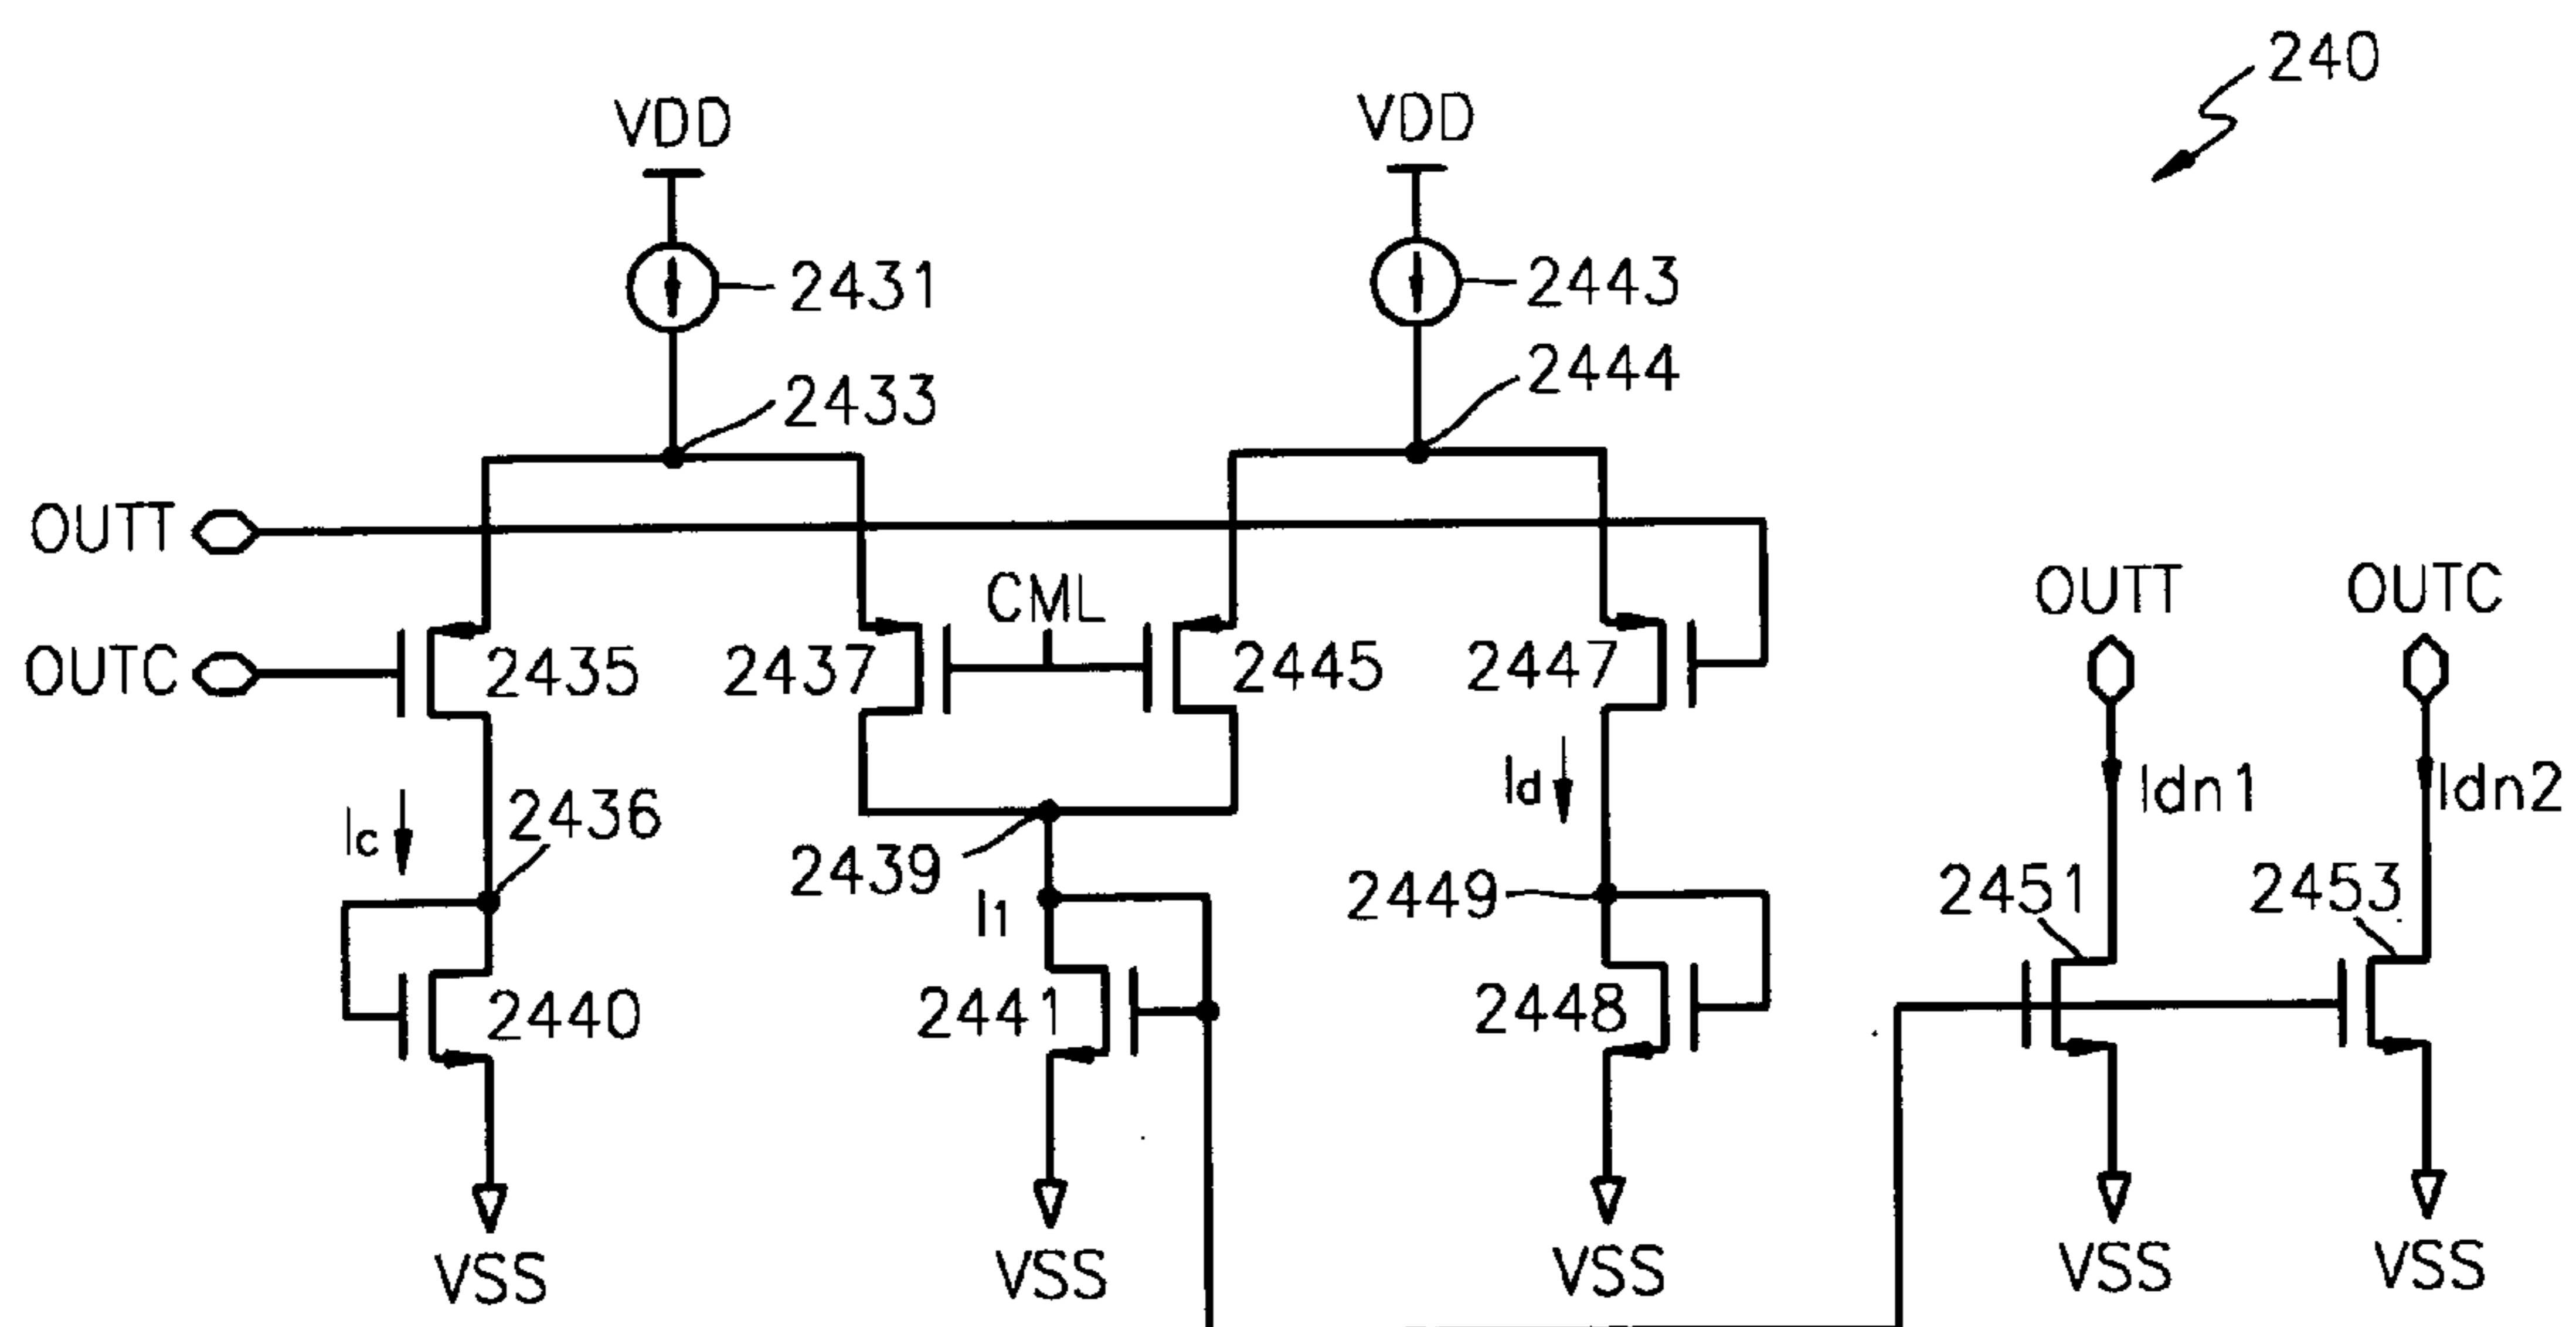 240
VDD
VDD
2431
2443
2433
2444
OUTT
OUTC
CML
2435
2437
2445
2447
OUTT
OUTC
Ic
2436
2439
I1
Id
2449
Idn1
Idn2
2451
2453
2440
2441
2448
VSS
VSS
VSS
VSS
VSS